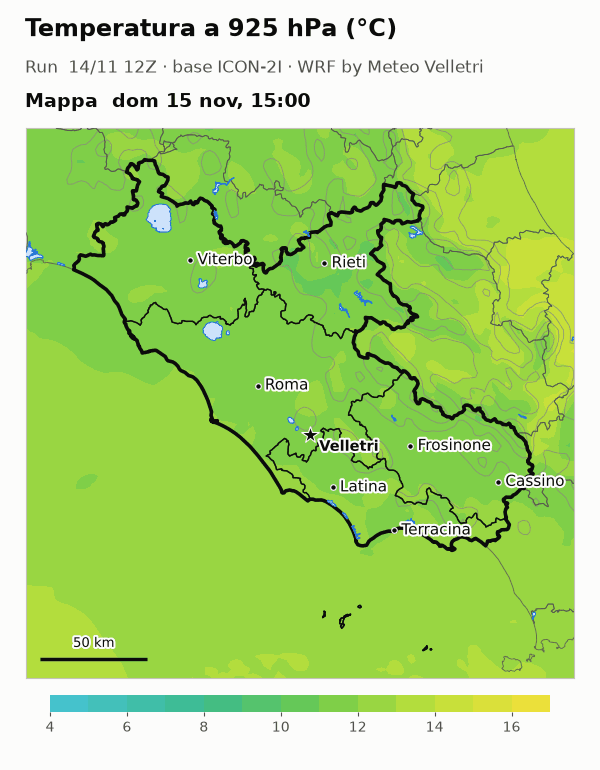 Temperatura a 925 hPa (°C)
Run  14/11 12Z · base ICON-2I · WRF by Meteo Velletri
Mappa  dom 15 nov, 15:00
Viterbo
Rieti
Roma
Velletri
Frosinone
Cassino
Latina
Terracina
50 km
4 6 8 10 12 14 16